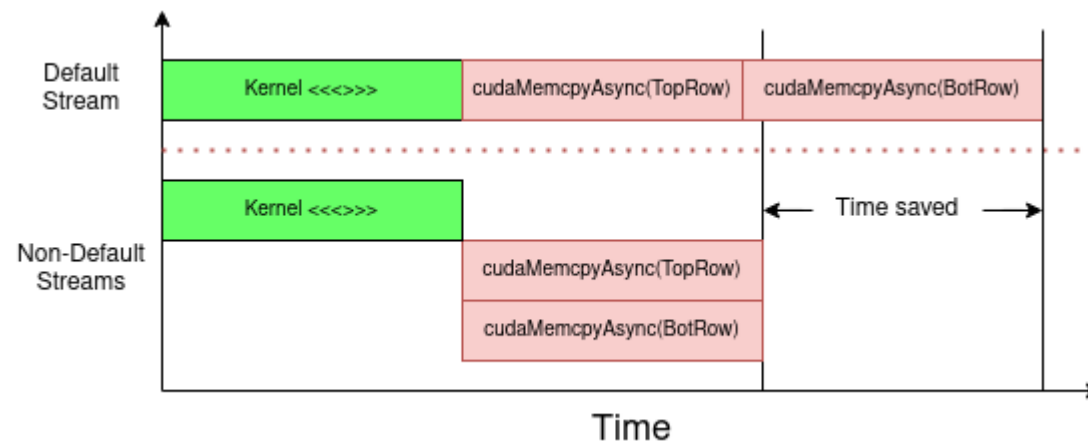 Default
Stream
Kernel <<<>>>
cudaMemcpyAsync(TopRow)
cudaMemcpyAsync(BotRow)
Kernel <<<>>>
Time saved
Non-Default
Streams
cudaMemcpyAsync(TopRow)
cudaMemcpyAsync(BotRow)
Time